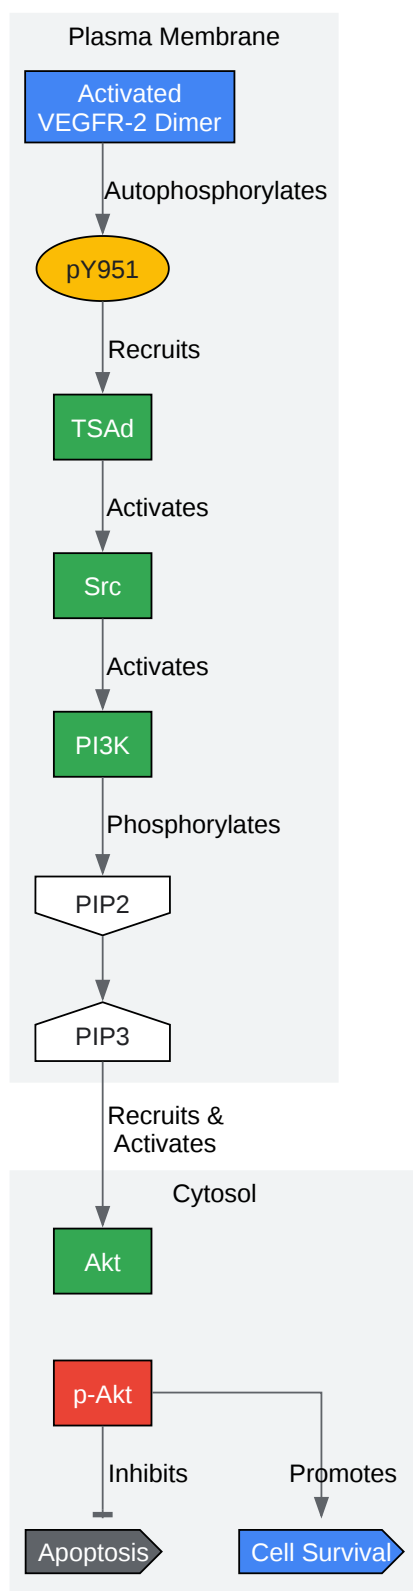 Plasma Membrane
Activated
VEGFR-2 Dimer
Autophosphorylates
pY951
Recruits
TSAd
Activates
Src
Activates
PI3K
Phosphorylates
PIP2
PIP3
Recruits &
Activates
Cytosol
Akt
p-Akt
Inhibits
Promotes
Apoptosis
Cell Survival